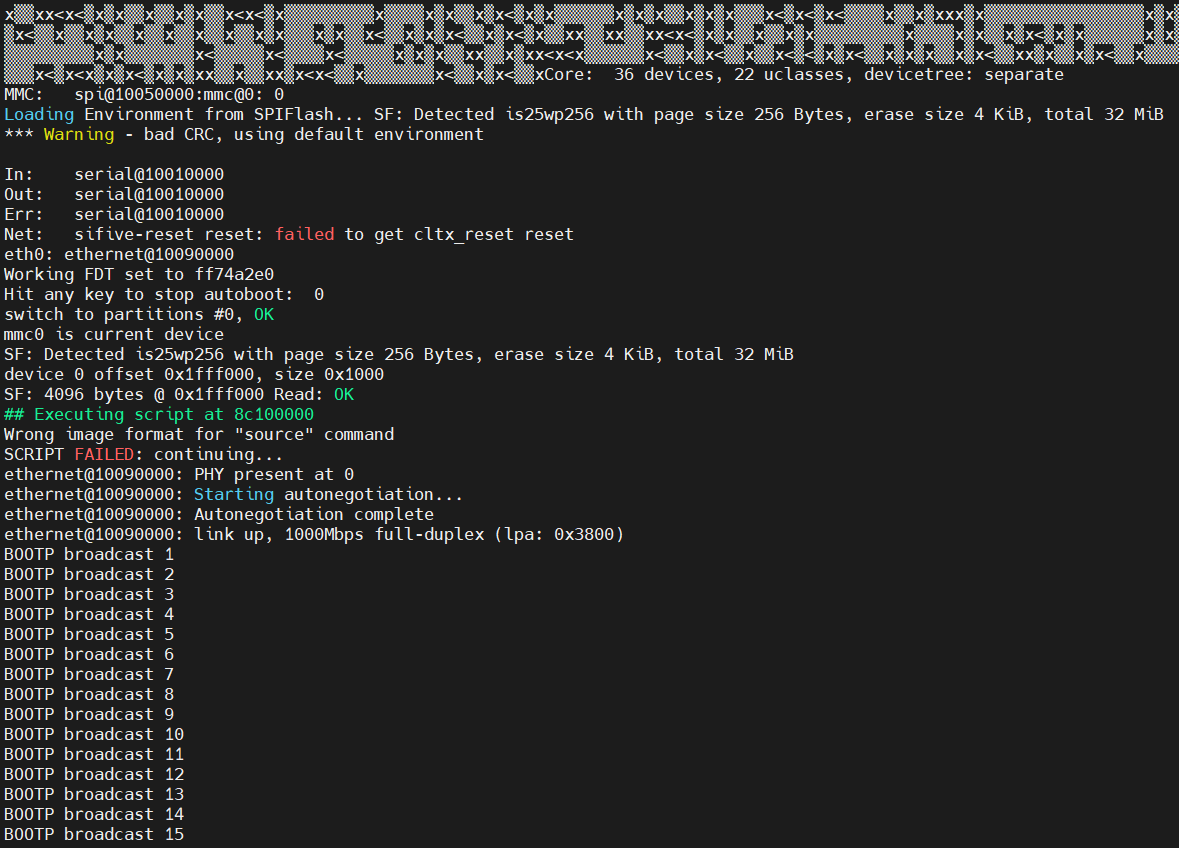 Core:  36 devices, 22 uclasses, devicetree: separate
MMC:   spi@10050000:mmc@0: 0
Loading Environment from SPIFlash... SF: Detected is25wp256 with page size 256 Bytes, erase size 4 KiB, total 32 MiB
*** Warning - bad CRC, using default environment

In:    serial@10010000
Out:   serial@10010000
Err:   serial@10010000
Net:   sifive-reset reset: failed to get cltx_reset reset
eth0: ethernet@10090000
Working FDT set to ff74a2e0
Hit any key to stop autoboot:  0
switch to partitions #0, OK
mmc0 is current device
SF: Detected is25wp256 with page size 256 Bytes, erase size 4 KiB, total 32 MiB
device 0 offset 0x1fff000, size 0x1000
SF: 4096 bytes @ 0x1fff000 Read: OK
## Executing script at 8c100000
Wrong image format for "source" command
SCRIPT FAILED: continuing...
ethernet@10090000: PHY present at 0
ethernet@10090000: Starting autonegotiation...
ethernet@10090000: Autonegotiation complete
ethernet@10090000: link up, 1000Mbps full-duplex (lpa: 0x3800)
BOOTP broadcast 1
BOOTP broadcast 2
BOOTP broadcast 3
BOOTP broadcast 4
BOOTP broadcast 5
BOOTP broadcast 6
BOOTP broadcast 7
BOOTP broadcast 8
BOOTP broadcast 9
BOOTP broadcast 10
BOOTP broadcast 11
BOOTP broadcast 12
BOOTP broadcast 13
BOOTP broadcast 14
BOOTP broadcast 15